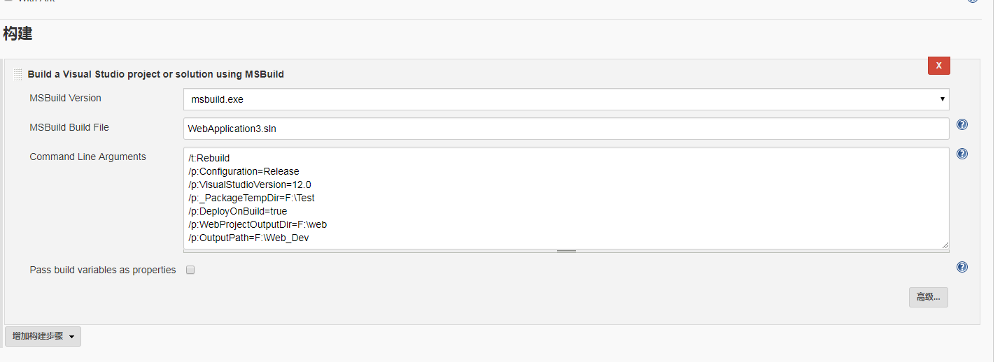 构建
Build a Visual Studio project or solution using MSBuild
X
MSBuild Version
msbuild.exe
MSBuild Build File
WebApplication3.sln
Command Line Arguments
/t:Rebuild
/p:Configuration=Release
/p:VisualStudioVersion=12.0
/p:_PackageTempDir=F:\Test
/p:DeployOnBuild=true
/p:WebProjectOutputDir=F:\web
/p:OutputPath=F:\Web_Dev
Pass build variables as properties
高级...
增加构建步骤